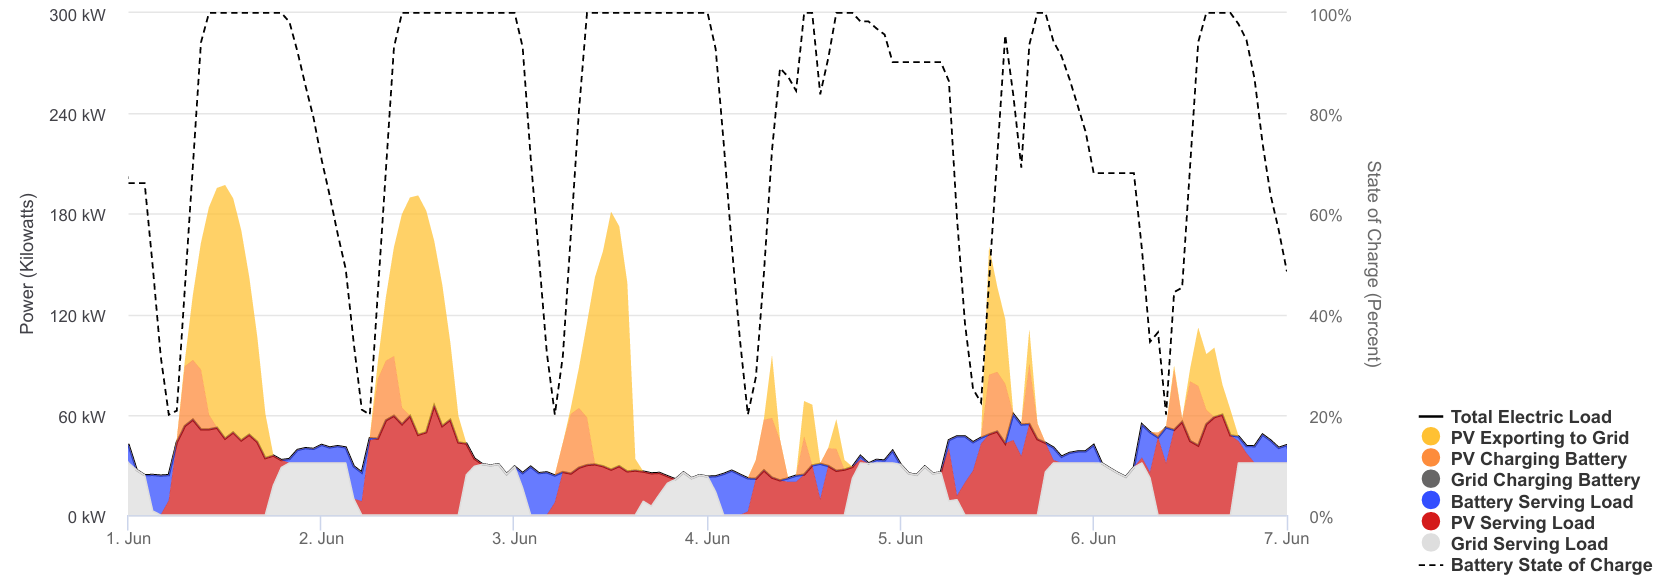 300 kW
240 kW
180 kW
120 kW
60 kW
0 kW
Power (Kilowatts)
100%
80%
60%
40%
20%
0%
State of Charge (Percent)
1. Jun
2. Jun
3. Jun
4. Jun
5. Jun
6. Jun
7. Jun
Total Electric Load
PV Exporting to Grid
PV Charging Battery
Grid Charging Battery
Battery Serving Load
PV Serving Load
Grid Serving Load
Battery State of Charge